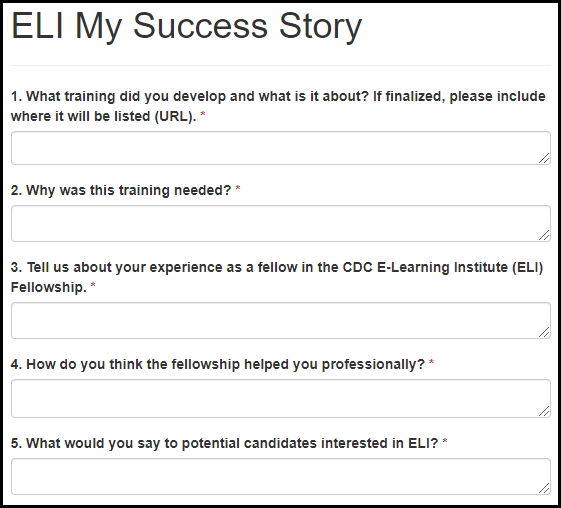 ELI My Success Story
1. What training did you develop and what is it about? If finalized, please include
where it will be listed (URL). *
2. Why was this training needed? *
3. Tell us about your experience as a fellow in the CDC E-Learning Institute (ELI)
Fellowship. *
4. How do you think the fellowship helped you professionally? *
5. What would you say to potential candidates interested in ELI? *